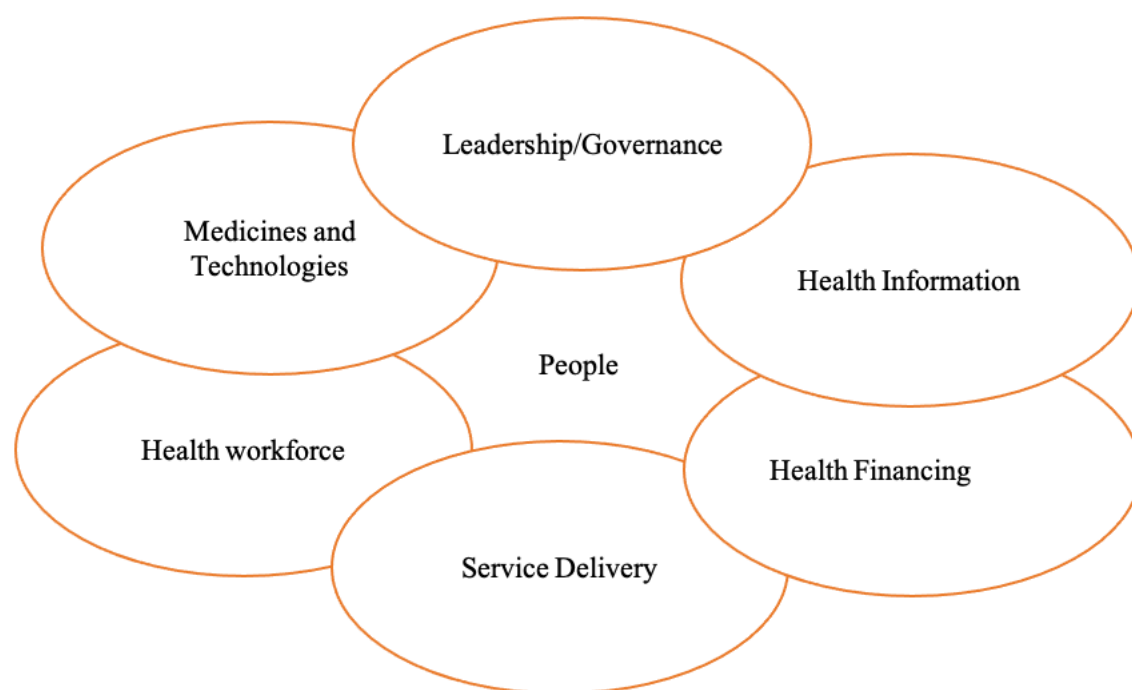 Leadership/Governance
Medicines and
Technologies
Health Information
People
Health workforce
Health Financing
Service Delivery